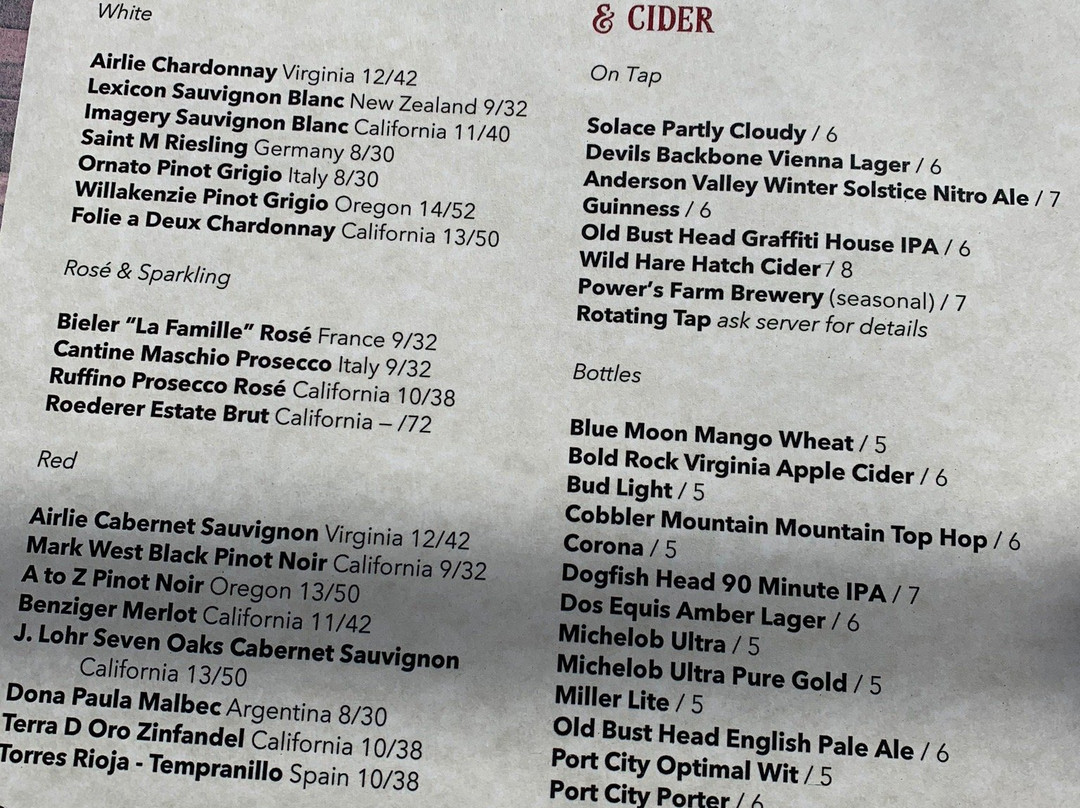 White
Airlie Chardonnay Virginia 12/42
Lexicon Sauvignon Blanc New Zealand 9/32
Imagery Sauvignon Blanc California 11/40
Saint M Riesling Germany 8/30
Ornato Pinot Grigio Italy 8/30
Willakenzie Pinot Grigio Oregon 14/52
Folie a Deux Chardonnay California 13/50
Rosé & Sparkling
Bieler "La Famille" Rosé France 9/32
Cantine Maschio Prosecco Italy 9/32
Ruffino Prosecco Rosé California 10/38
Roederer Estate Brut California – /72
Red
Airlie Cabernet Sauvignon Virginia 12/42
Mark West Black Pinot Noir California 9/32
A to Z Pinot Noir Oregon 13/50
Benziger Merlot California 11/42
J. Lohr Seven Oaks Cabernet Sauvignon
California 13/50
Dona Paula Malbec Argentina 8/30
Terra D Oro Zinfandel California 10/38
Torres Rioja - Tempranillo Spain 10/38
& CIDER
On Tap
Solace Partly Cloudy / 6
Devils Backbone Vienna Lager / 6
Anderson Valley Winter Solstice Nitro Ale / 7
Guinness / 6
Old Bust Head Graffiti House IPA / 6
Wild Hare Hatch Cider / 8
Power's Farm Brewery (seasonal) / 7
Rotating Tap ask server for details
Bottles
Blue Moon Mango Wheat / 5
Bold Rock Virginia Apple Cider / 6
Bud Light / 5
Cobbler Mountain Mountain Top Hop / 6
Corona / 5
Dogfish Head 90 Minute IPA / 7
Dos Equis Amber Lager / 6
Michelob Ultra / 5
Michelob Ultra Pure Gold / 5
Miller Lite / 5
Old Bust Head English Pale Ale / 6
Port City Optimal Wit / 5
Port City Porter / 6